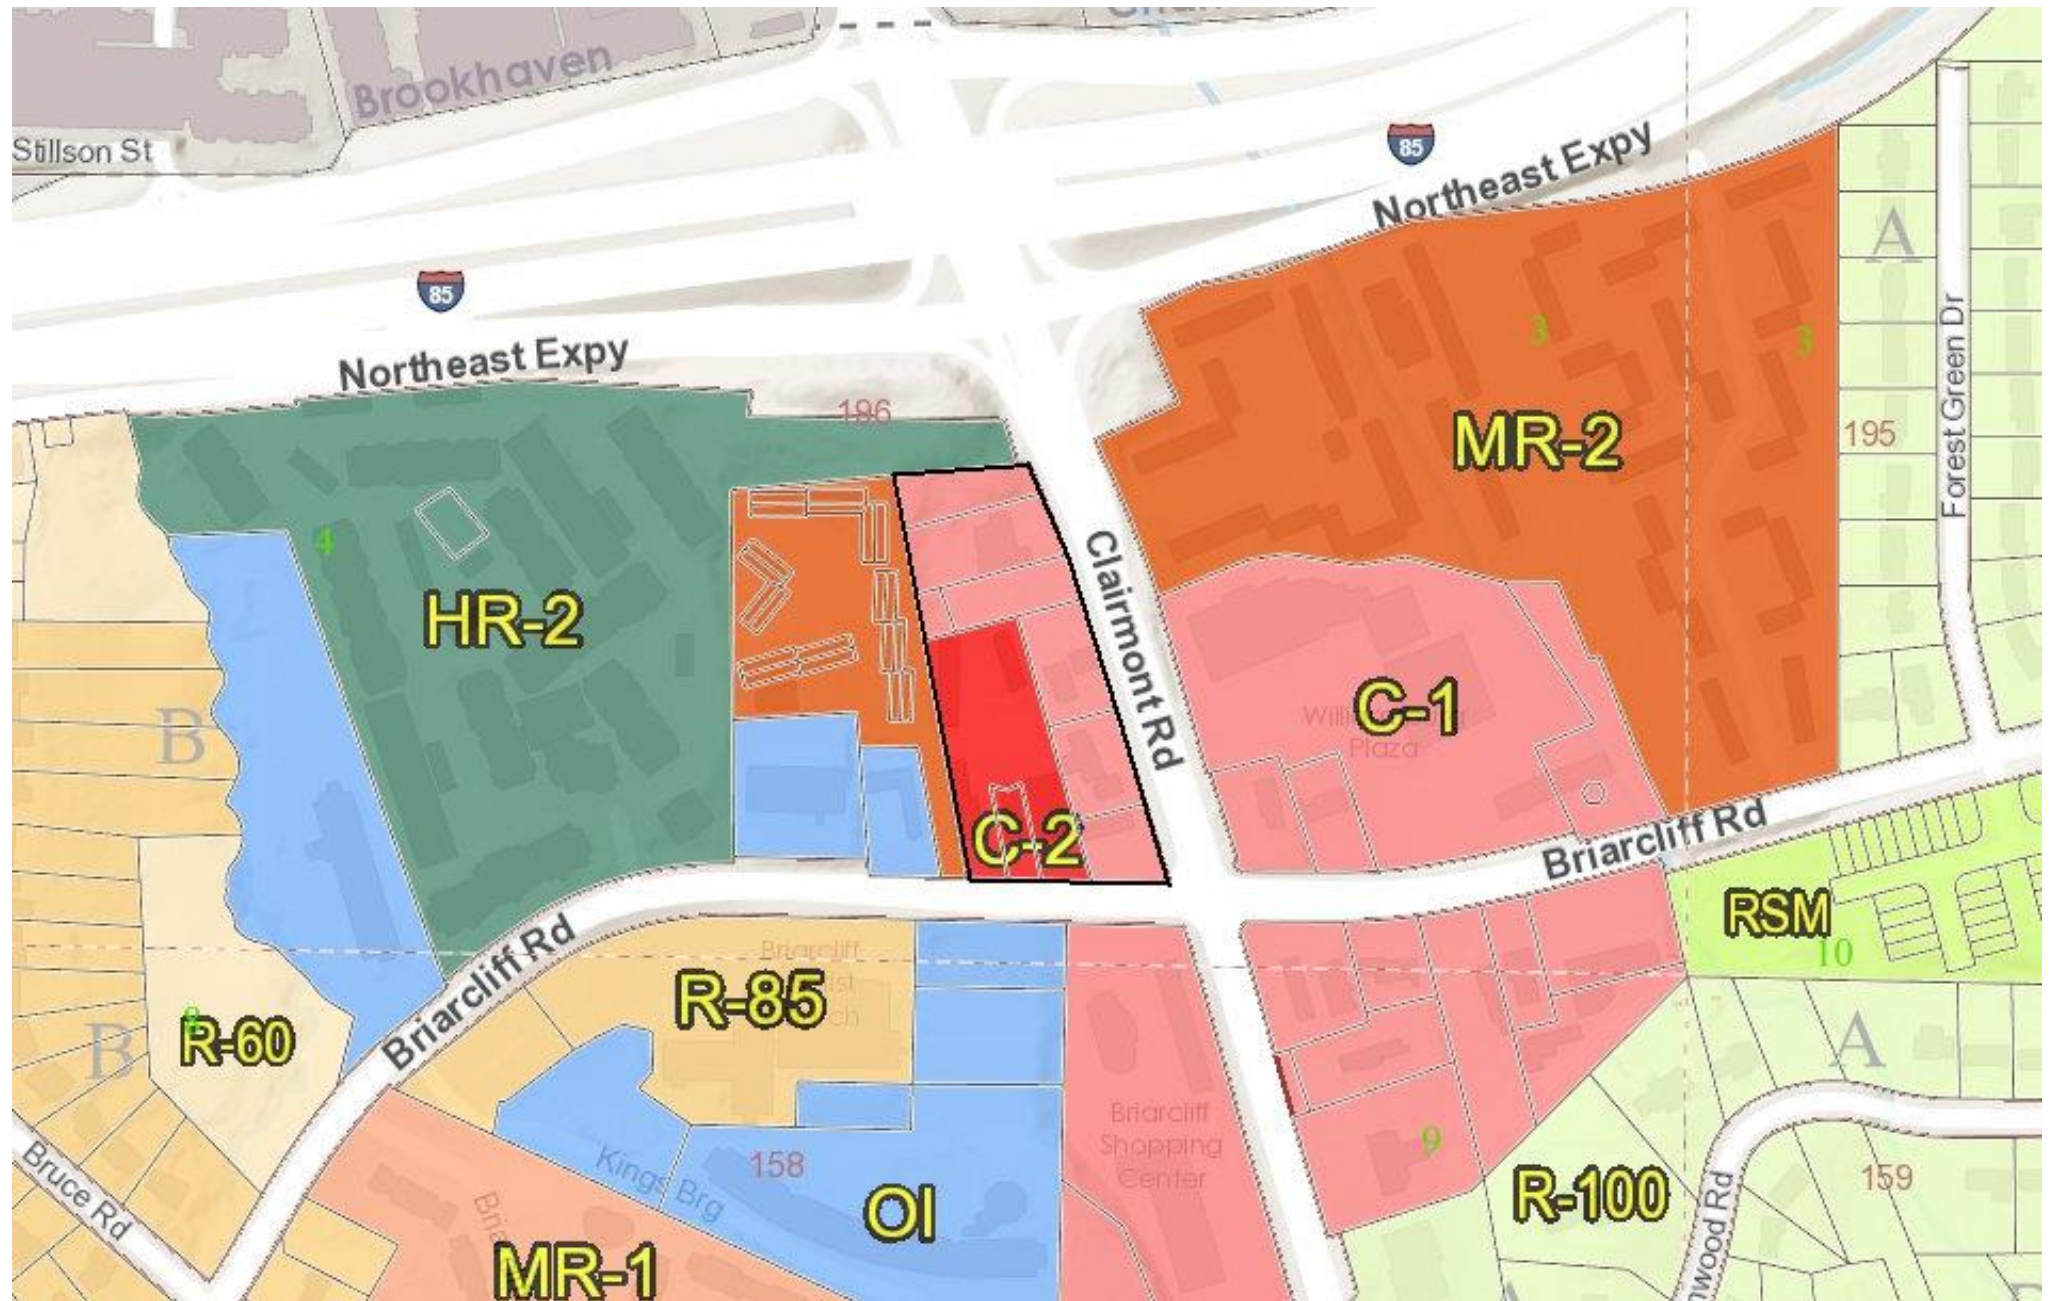 Brookhaven
Stillson St
85
Northeast Expy
A
85
Northeast Expy
3
3
Forest Green Dr
196
MR-2
195
4
HR-2
Clairmont Rd
C-1
Plaza
B
C-2
Briarcliff Rd
RSM
10
Briarcliff
R-85
Briarcliff Rd
R-60
B
A
Briarcliff
Shopping
Center
9
Bruce Rd
Kings Brg
158
OI
R-100
159
MR-1